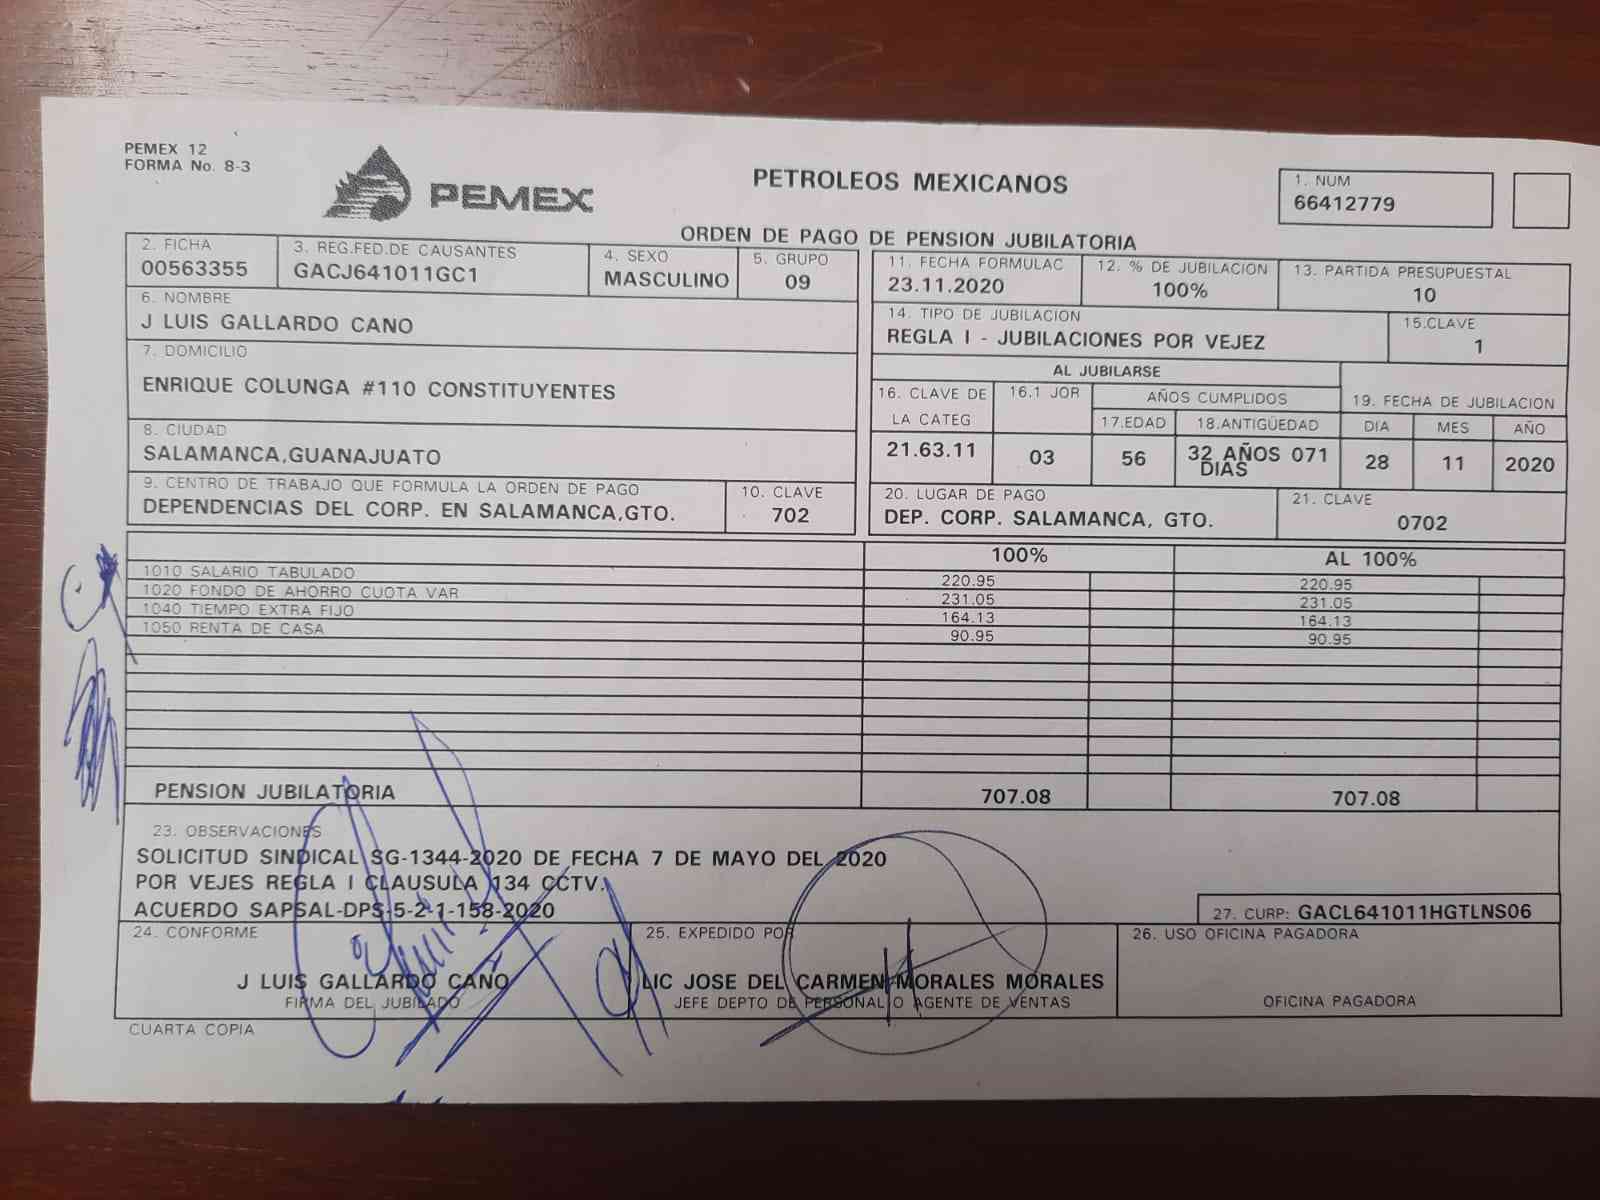 PEMEX 12
FORMA No. 8-3
PEMEX
PETROLEOS MEXICANOS
1. NUM
66412779
ORDEN DE PAGO DE PENSION JUBILATORIA
2. FICHA
00563355
3. REG.FED.DE CAUSANTES
GACJ641011GC1
4. SEXO
MASCULINO
5. GRUPO
09
6. NOMBRE
J LUIS GALLARDO CANO
7. DOMICILIO
ENRIQUE COLUNGA #110 CONSTITUYENTES
8. CIUDAD
SALAMANCA,GUANAJUATO
9. CENTRO DE TRABAJO QUE FORMULA LA ORDEN DE PAGO
DEPENDENCIAS DEL CORP. EN SALAMANCA,GTO.
10. CLAVE
702
11. FECHA FORMULAC
23.11.2020
12. % DE JUBILACION
100%
13. PARTIDA PRESUPUESTAL
10
14. TIPO DE JUBILACION
REGLA I - JUBILACIONES POR VEJEZ
15.CLAVE
1
AL JUBILARSE
16. CLAVE DE
LA CATEG
21.63.11
16.1 JOR
03
AÑOS CUMPLIDOS
17.EDAD
56
18.ANTIGÜEDAD
32 AÑOS 071
DIAS
19. FECHA DE JUBILACION
DIA MES AÑO
28 11 2020
20. LUGAR DE PAGO
DEP. CORP. SALAMANCA, GTO.
21. CLAVE
0702
100% AL 100%
1010 SALARIO TABULADO 220.95 220.95
1020 FONDO DE AHORRO CUOTA VAR 231.05 231.05
1040 TIEMPO EXTRA FIJO 164.13 164.13
1050 RENTA DE CASA 90.95 90.95
PENSION JUBILATORIA 707.08 707.08
23. OBSERVACIONES
SOLICITUD SINDICAL SG-1344-2020 DE FECHA 7 DE MAYO DEL 2020
POR VEJES REGLA I CLAUSULA 134 CCTV.
ACUERDO SAPSAL-DPS-5-2-1-158-2020
27. CURP: GACL641011HGTLNS06
24. CONFORME
J LUIS GALLARDO CANO
FIRMA DEL JUBILADO
25. EXPEDIDO POR
LIC JOSE DEL CARMEN MORALES MORALES
JEFE DEPTO DE PERSONAL O AGENTE DE VENTAS
26. USO OFICINA PAGADORA
OFICINA PAGADORA
CUARTA COPIA